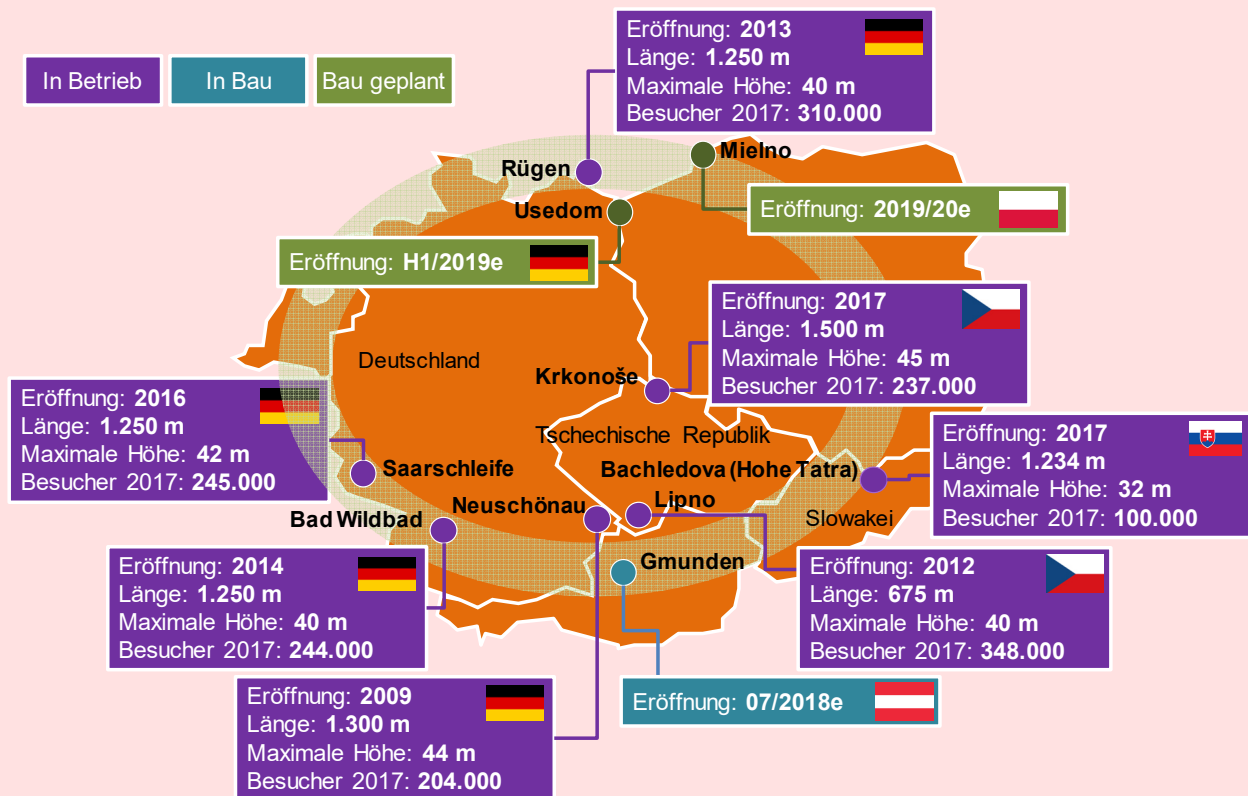 In Betrieb
In Bau
Bau geplant
Eröffnung: 2013
Länge: 1.250 m
Maximale Höhe: 40 m
Besucher 2017: 310.000
Mielno
Rügen
Usedom
Eröffnung: 2019/20e
Eröffnung: H1/2019e
Eröffnung: 2017
Länge: 1.500 m
Maximale Höhe: 45 m
Besucher 2017: 237.000
Deutschland
Krkonoše
Eröffnung: 2016
Länge: 1.250 m
Maximale Höhe: 42 m
Besucher 2017: 245.000
Tschechische Republik
Eröffnung: 2017
Länge: 1.234 m
Maximale Höhe: 32 m
Besucher 2017: 100.000
Saarschleife
Bachledova (Hohe Tatra)
Neuschönau
Lipno
Bad Wildbad
Slowakei
Gmunden
Eröffnung: 2014
Länge: 1.250 m
Maximale Höhe: 40 m
Besucher 2017: 244.000
Eröffnung: 2012
Länge: 675 m
Maximale Höhe: 40 m
Besucher 2017: 348.000
Eröffnung: 2009
Länge: 1.300 m
Maximale Höhe: 44 m
Besucher 2017: 204.000
Eröffnung: 07/2018e